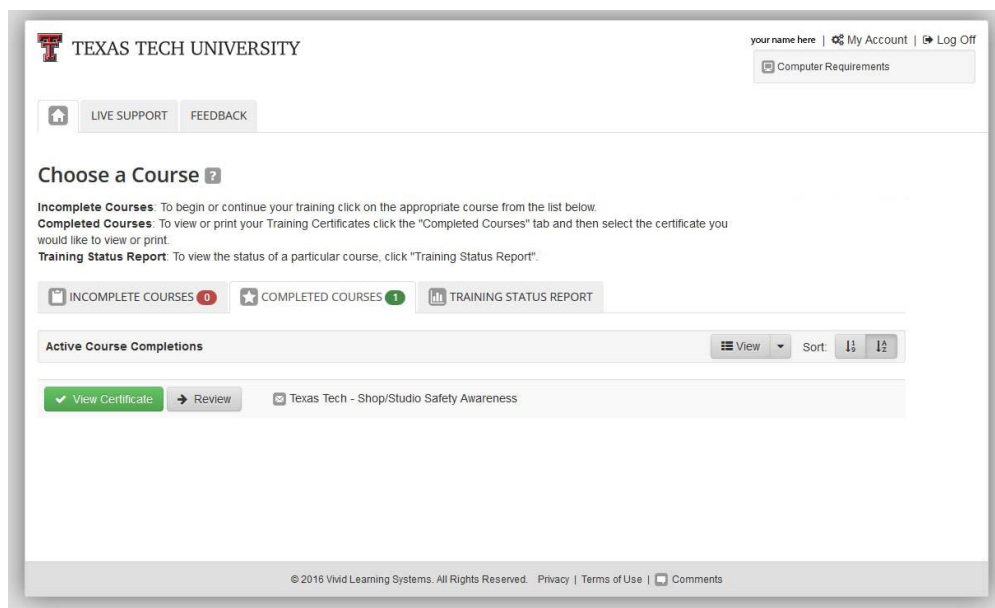 TEXAS TECH UNIVERSITY
your name here | My Account | Log Off
Computer Requirements
LIVE SUPPORT FEEDBACK
Choose a Course ?
Incomplete Courses: To begin or continue your training click on the appropriate course from the list below.
Completed Courses: To view or print your Training Certificates click the "Completed Courses" tab and then select the certificate you
would like to view or print.
Training Status Report: To view the status of a particular course, click "Training Status Report".
INCOMPLETE COURSES 0 COMPLETED COURSES 1 TRAINING STATUS REPORT
Active Course Completions View Sort:
View Certificate Review Texas Tech - Shop/Studio Safety Awareness
© 2016 Vivid Learning Systems. All Rights Reserved. Privacy | Terms of Use | Comments